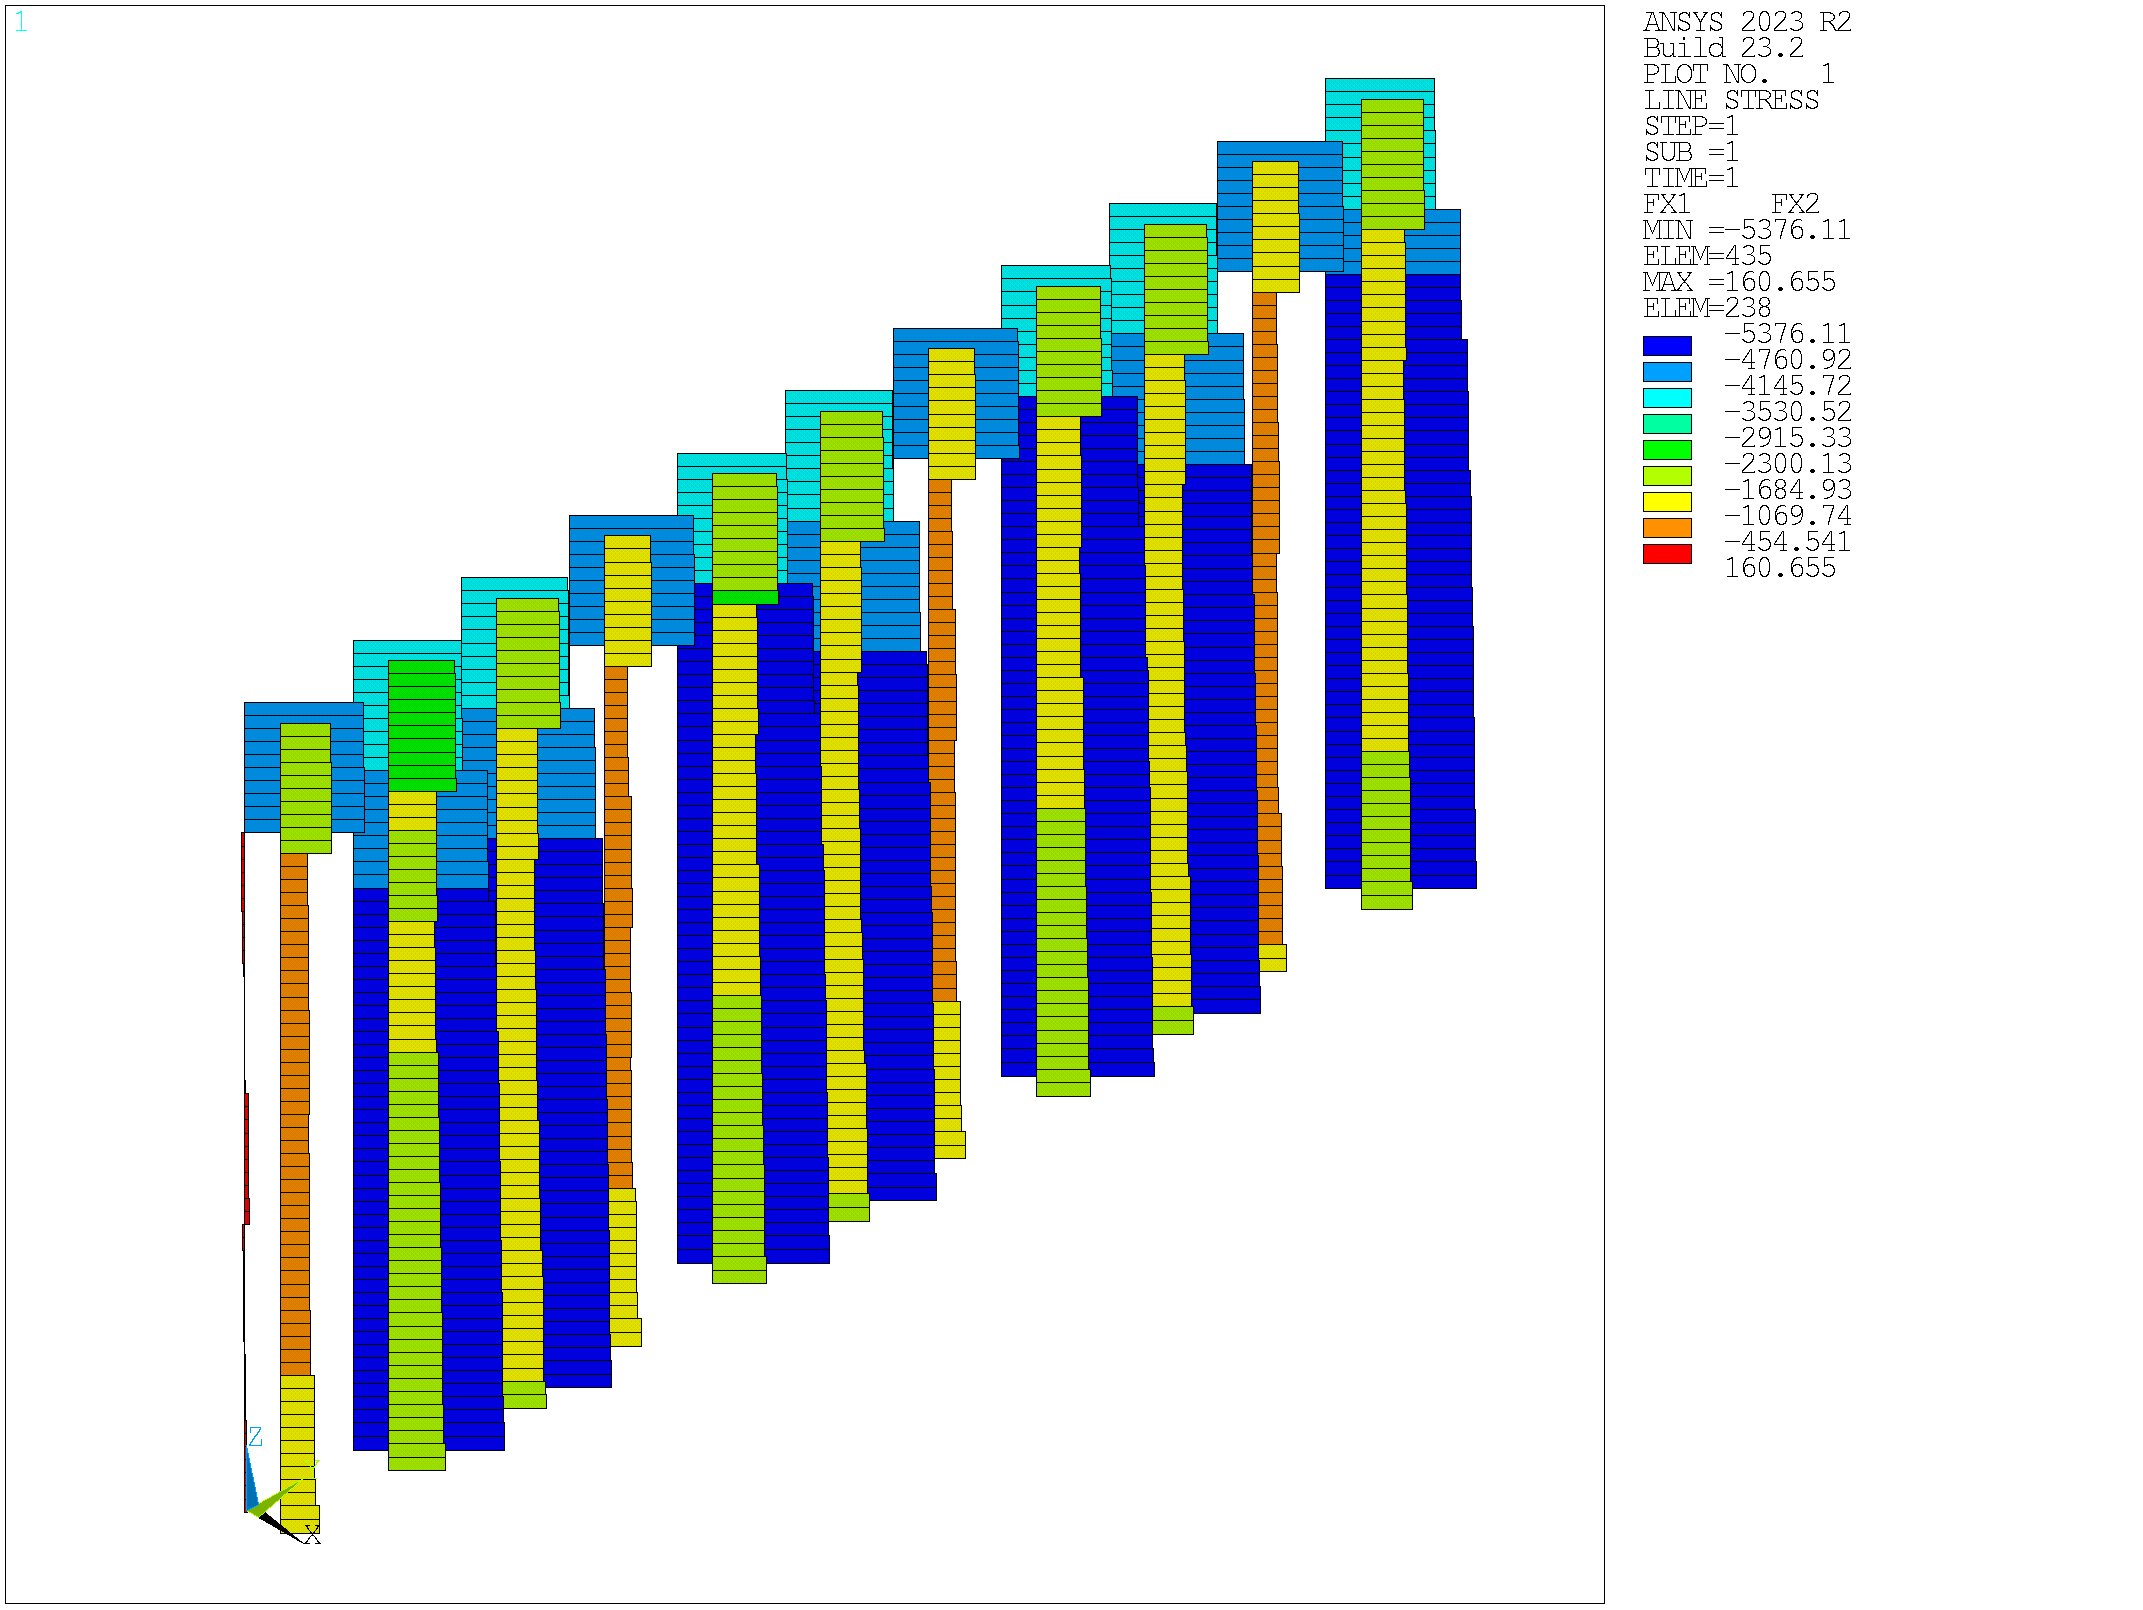 1
ANSYS 2023 R2
Build 23.2
PLOT NO.   1
LINE STRESS
STEP=1
SUB =1
TIME=1
FX1     FX2
MIN =-5376.11
ELEM=435
MAX =160.655
ELEM=238
-5376.11
-4760.92
-4145.72
-3530.52
-2915.33
-2300.13
-1684.93
-1069.74
-454.541
160.655
Z
Y
X